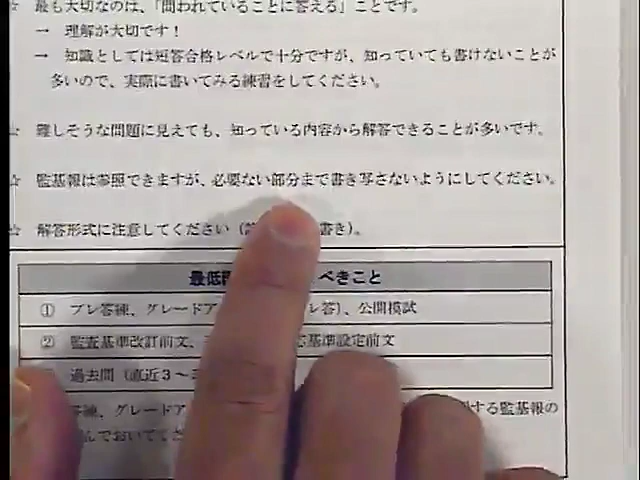 ☆ 最も大切なのは、「問われていることに答える」ことです。
→ 理解が大切です！
→ 知識としては短答合格レベルで十分ですが、知っていても書けないことが
多いので、実際に書いてみる練習をしてください。
☆ 難しそうな問題に見えても、知っている内容から解答できることが多いです。
☆ 監基報は参照できますが、必要ない部分まで書き写さないようにしてください。
☆ 解答形式に注意してください（ 書き）。
最低 べきこと
① プレ答練、グレードア レ答）、公開模試
② 監査基準改訂前文、 基準設定前文
過去問（直近３～
答練、グレードア する監基報の
んでおいてくだ